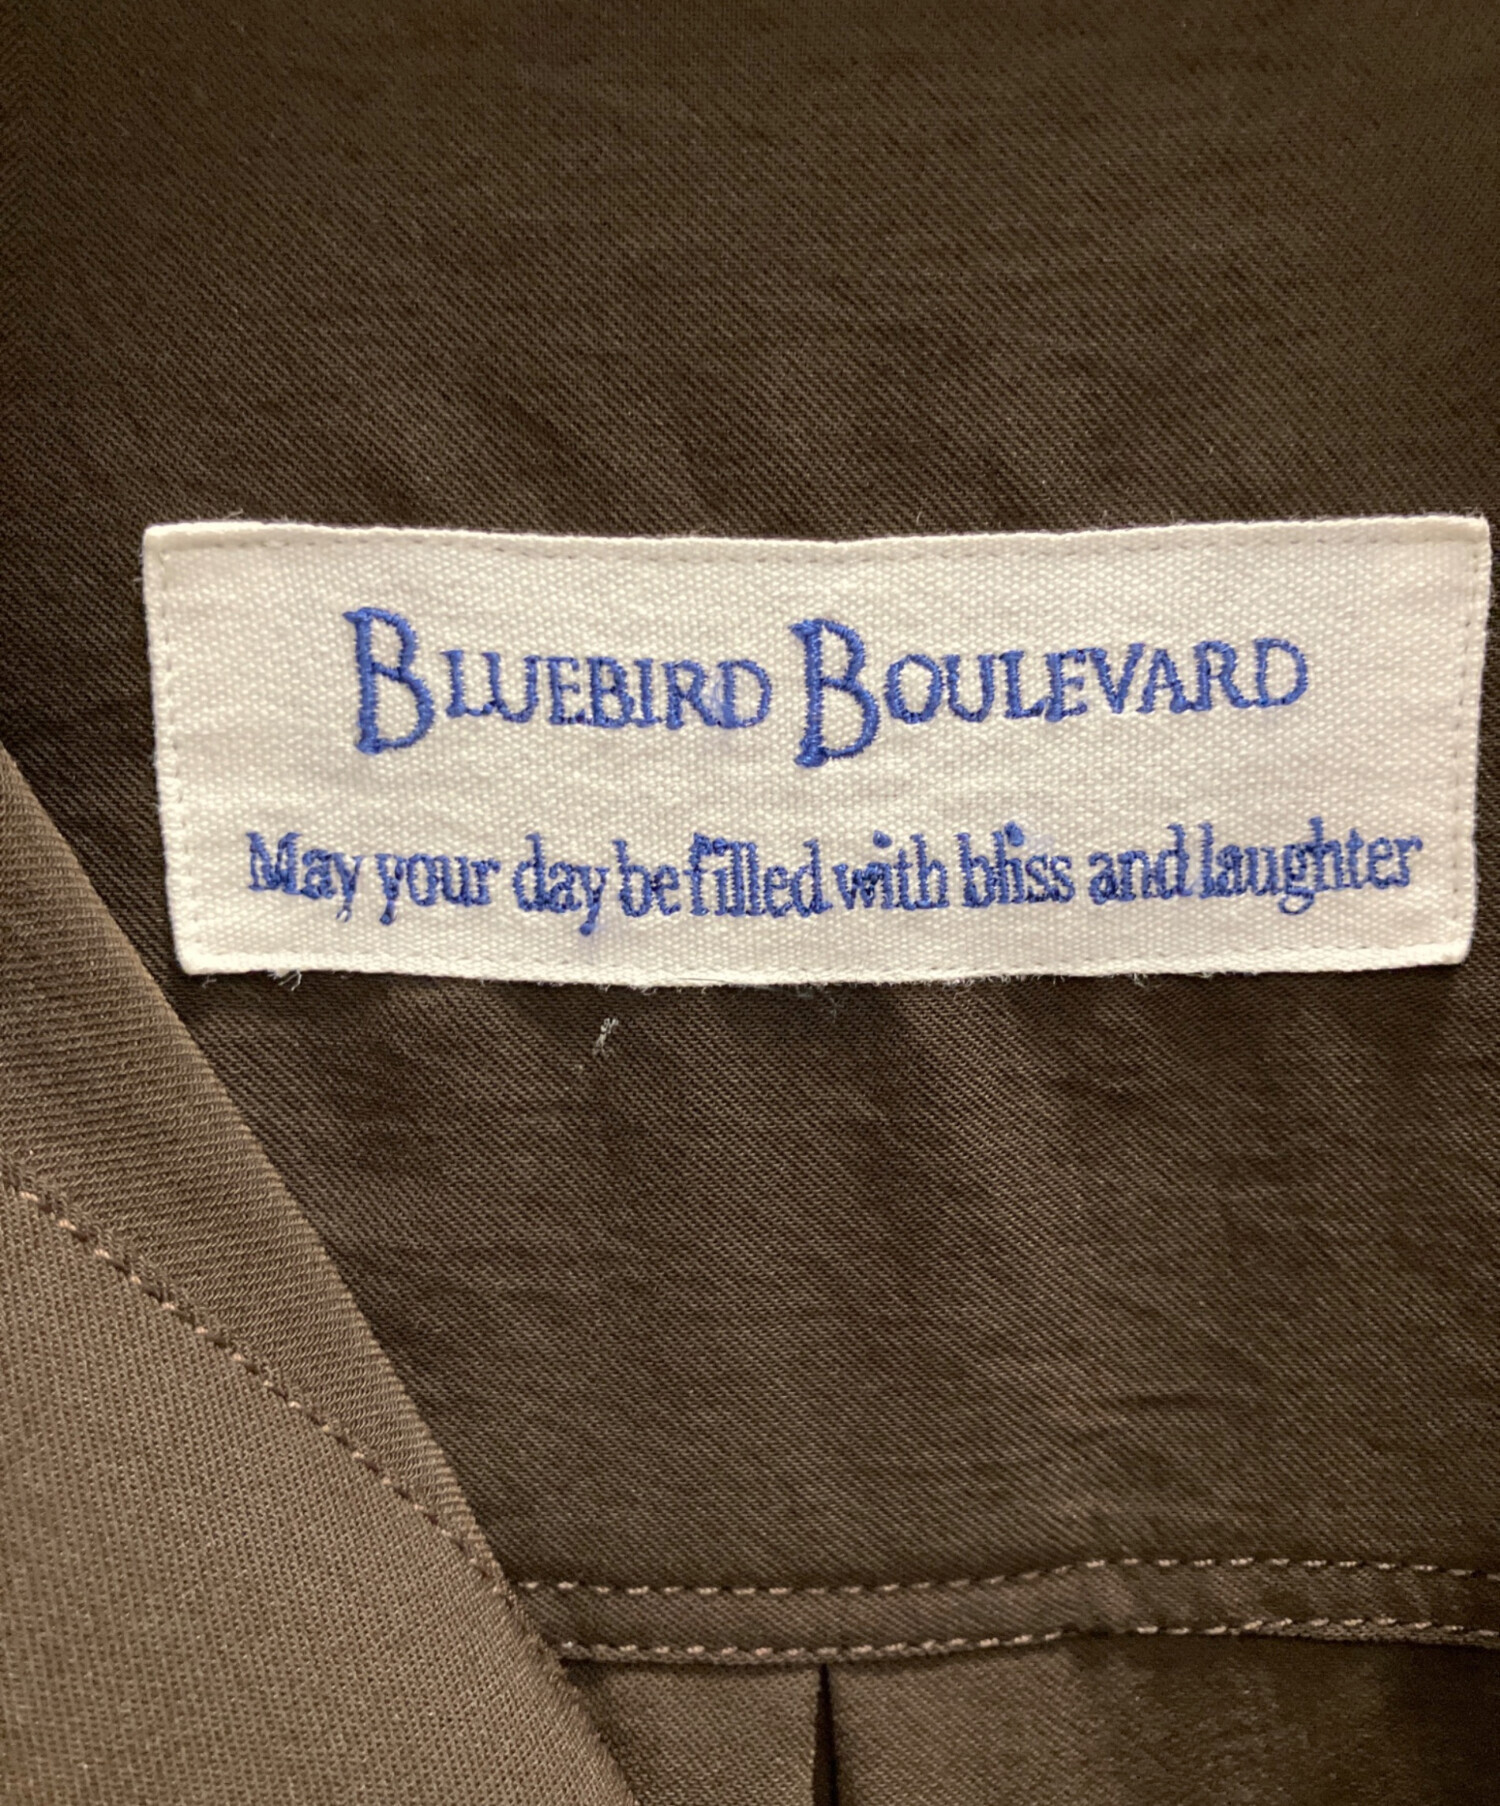 BLUEBIRD BOULEVARD
May your day be filled with bliss and laughter